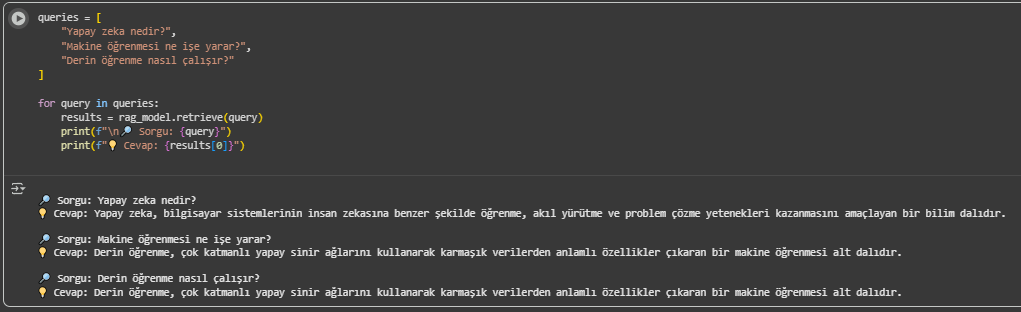 queries = [
    "Yapay zeka nedir?",
    "Makine öğrenmesi ne işe yarar?",
    "Derin öğrenme nasıl çalışır?"
]

for query in queries:
    results = rag_model.retrieve(query)
    print(f"\n🔎 Sorgu: {query}")
    print(f"💡 Cevap: {results[0]}")

🔎 Sorgu: Yapay zeka nedir?
💡 Cevap: Yapay zeka, bilgisayar sistemlerinin insan zekasına benzer şekilde öğrenme, akıl yürütme ve problem çözme yetenekleri kazanmasını amaçlayan bir bilim dalıdır.

🔎 Sorgu: Makine öğrenmesi ne işe yarar?
💡 Cevap: Derin öğrenme, çok katmanlı yapay sinir ağlarını kullanarak karmaşık verilerden anlamlı özellikler çıkaran bir makine öğrenmesi alt dalıdır.

🔎 Sorgu: Derin öğrenme nasıl çalışır?
💡 Cevap: Derin öğrenme, çok katmanlı yapay sinir ağlarını kullanarak karmaşık verilerden anlamlı özellikler çıkaran bir makine öğrenmesi alt dalıdır.